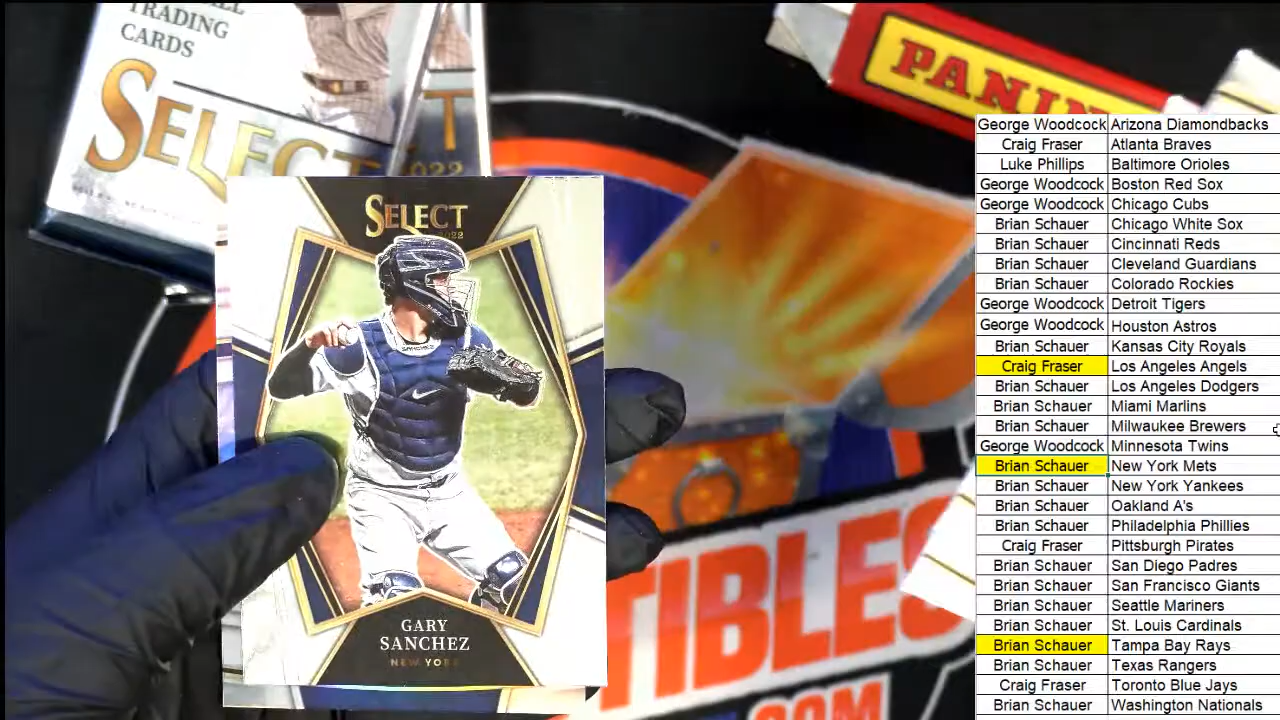 TRADING
CARDS
SELECT
T
2022
PANINI
SELECT
2022
SANCHEZ
GARY
SANCHEZ
NEW YORK
TIBLES
.COM
George Woodcock Arizona Diamondbacks
Craig Fraser Atlanta Braves
Luke Phillips Baltimore Orioles
George Woodcock Boston Red Sox
George Woodcock Chicago Cubs
Brian Schauer Chicago White Sox
Brian Schauer Cincinnati Reds
Brian Schauer Cleveland Guardians
Brian Schauer Colorado Rockies
George Woodcock Detroit Tigers
George Woodcock Houston Astros
Brian Schauer Kansas City Royals
Craig Fraser Los Angeles Angels
Brian Schauer Los Angeles Dodgers
Brian Schauer Miami Marlins
Brian Schauer Milwaukee Brewers
George Woodcock Minnesota Twins
Brian Schauer New York Mets
Brian Schauer New York Yankees
Brian Schauer Oakland A's
Brian Schauer Philadelphia Phillies
Craig Fraser Pittsburgh Pirates
Brian Schauer San Diego Padres
Brian Schauer San Francisco Giants
Brian Schauer Seattle Mariners
Brian Schauer St. Louis Cardinals
Brian Schauer Tampa Bay Rays
Brian Schauer Texas Rangers
Craig Fraser Toronto Blue Jays
Brian Schauer Washington Nationals